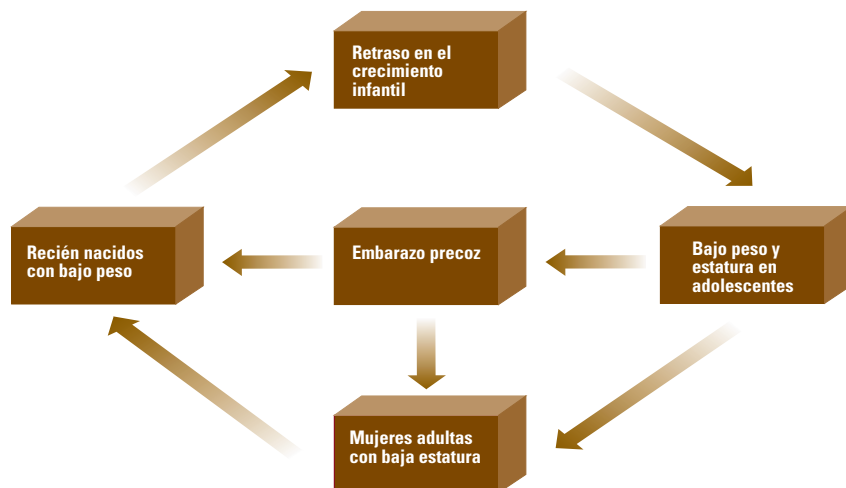 Retraso en el
crecimiento
infantil
Recién nacidos
con bajo peso
Embarazo precoz
Bajo peso y
estatura en
adolescentes
Mujeres adultas
con baja estatura